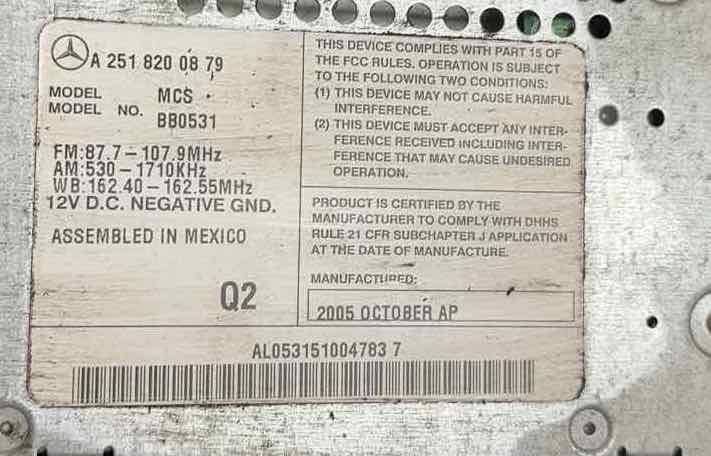 A 251 820 0879
MODEL MCS
MODEL NO. BB0531
FM:87.7-107.9MHz
AM:530-1710KHz
WB:162.40-162.55MHz
12V D.C. NEGATIVE GND.
ASSEMBLED IN MEXICO
Q2
THIS DEVICE COMPLIES WITH PART 15 OF
THE FCC RULES. OPERATION IS SUBJECT
TO THE FOLLOWING TWO CONDITIONS:
(1) THIS DEVICE MAY NOT CAUSE HARMFUL
INTERFERENCE.
(2) THIS DEVICE MUST ACCEPT ANY INTER-
FERENCE RECEIVED INCLUDING INTER-
FERENCE THAT MAY CAUSE UNDESIRED
OPERATION.
PRODUCT IS CERTIFIED BY THE
MANUFACTURER TO COMPLY WITH DHHS
RULE 21 CFR SUBCHAPTER J APPLICATION
AT THE DATE OF MANUFACTURE.
MANUFACTURED:
2005 OCTOBER AP
AL053151004783 7